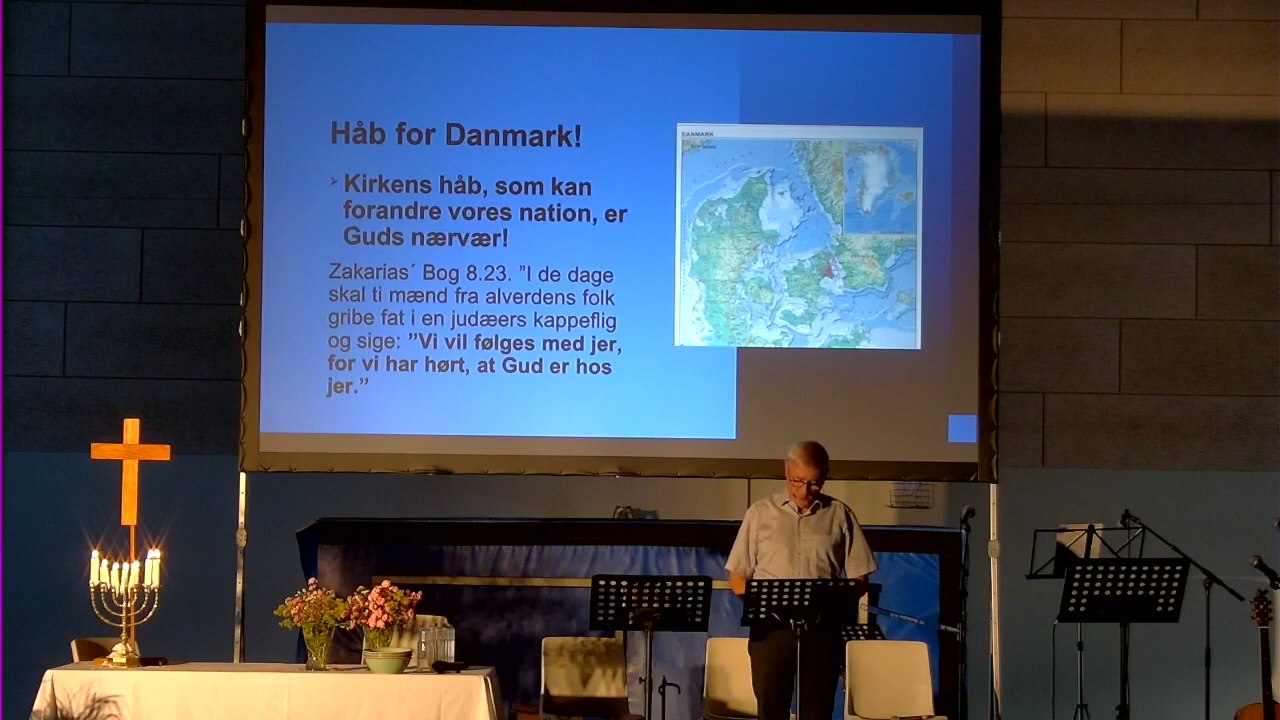 Håb for Danmark!
Kirkens håb, som kan
forandre vores nation, er
Guds nærvær!
Zakarias´ Bog 8.23. "I de dage
skal ti mænd fra alverdens folk
gribe fat i en judæers kappeflig
og sige: "Vi vil følges med jer,
for vi har hørt, at Gud er hos
jer."
DANMARK